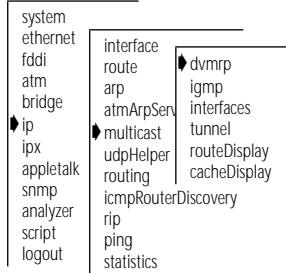 system
ethernet
fddi
atm
bridge
ip
ipx
appletalk
snmp
analyzer
script
logout
interface
route
arp
atmArpServ
multicast
udpHelper
routing
icmpRouterDiscovery
rip
ping
statistics
dvmrp
igmp
interfaces
tunnel
routeDisplay
cacheDisplay